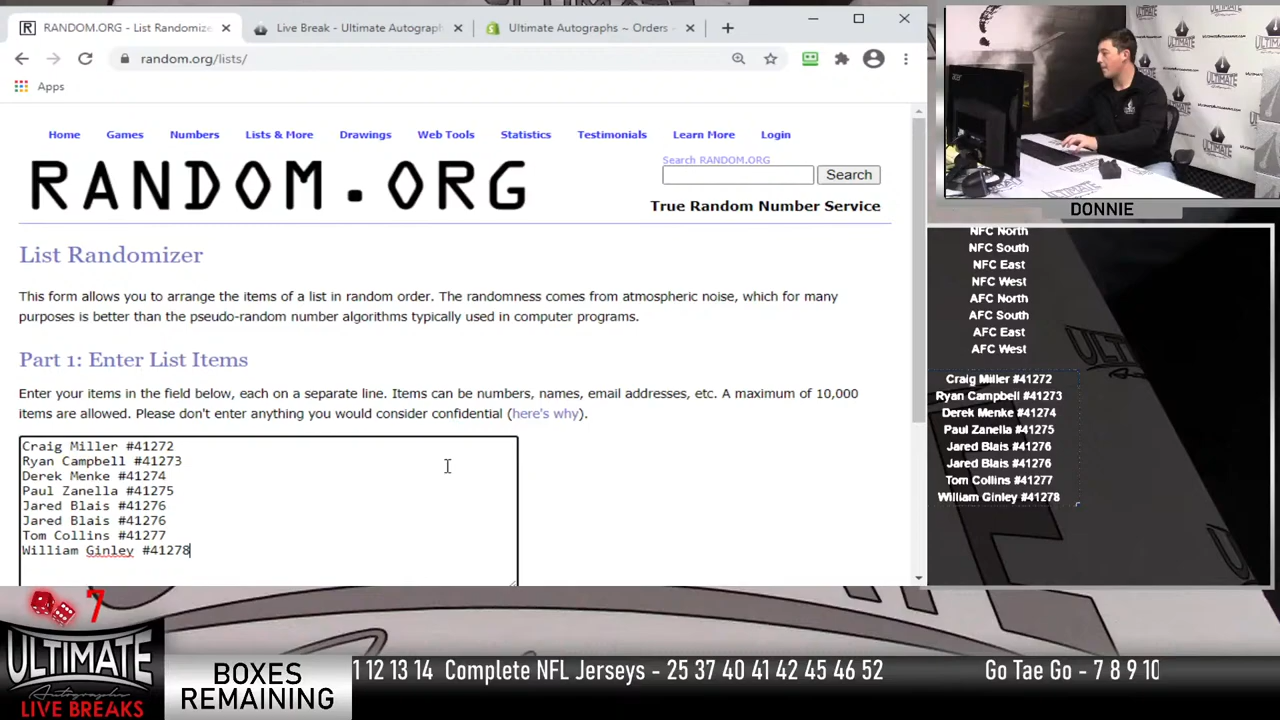 RANDOM.ORG - List Randomize
Live Break - Ultimate Autograph
Ultimate Autographs ~ Orders -
random.org/lists/
Apps
Home Games Numbers Lists & More Drawings Web Tools Statistics Testimonials Learn More Login
RANDOM.ORG
Search RANDOM.ORG
Search
True Random Number Service
List Randomizer
This form allows you to arrange the items of a list in random order. The randomness comes from atmospheric noise, which for many
purposes is better than the pseudo-random number algorithms typically used in computer programs.
Part 1: Enter List Items
Enter your items in the field below, each on a separate line. Items can be numbers, names, email addresses, etc. A maximum of 10,000
items are allowed. Please don't enter anything you would consider confidential (here's why).
Craig Miller #41272
Ryan Campbell #41273
Derek Menke #41274
Paul Zanella #41275
Jared Blais #41276
Jared Blais #41276
Tom Collins #41277
William Ginley #41278
acer
ULTIMATE
ULTIMATE
ULTIMATE
DONNIE
NFC North
NFC South
NFC East
NFC West
AFC North
AFC South
AFC East
AFC West
Craig Miller #41272
Ryan Campbell #41273
Derek Menke #41274
Paul Zanella #41275
Jared Blais #41276
Jared Blais #41276
Tom Collins #41277
William Ginley #41278
7
ULTIMATE
Autographs
LIVE BREAKS
BOXES
REMAINING
1 12 13 14 Complete NFL Jerseys - 25 37 40 41 42 45 46 52 Go Tae Go - 7 8 9 10